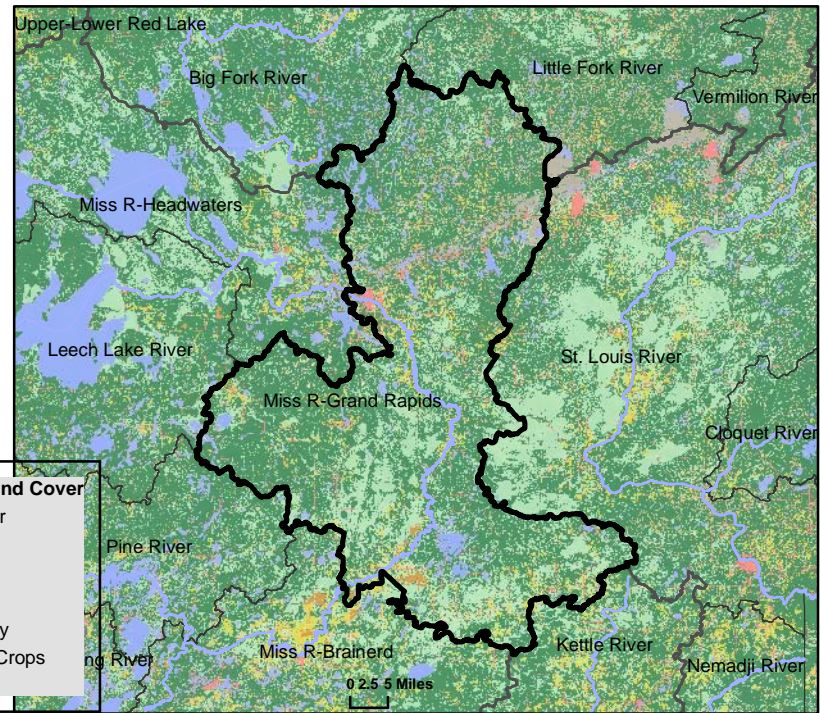 Upper-Lower Red Lake
Big Fork River
Little Fork River
Vermilion River
Miss R-Headwaters
Leech Lake River
St. Louis River
Miss R-Grand Rapids
Cloquet River
nd Cover
r
Pine River
y
Crops
ng River
Miss R-Brainerd
Kettle River
Nemadji River
0 2.5 5 Miles